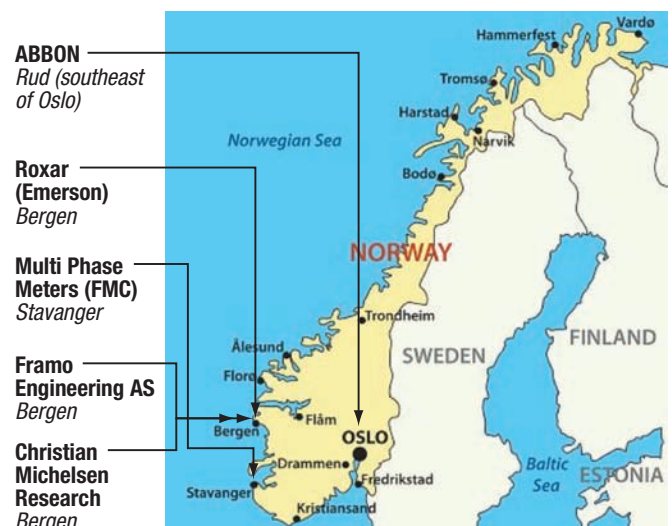 ABBON
Rud (southeast
of Oslo)
Roxar
(Emerson)
Bergen
Multi Phase
Meters (FMC)
Stavanger
Framo
Engineering AS
Bergen
Christian
Michelsen
Research
Bergen
Vardø
Hammerfest
Tromsø
Harstad
Narvik
Norwegian Sea
Bodø
NORWAY
Trondheim
Ålesund
SWEDEN
FINLAND
Florø
Flåm
Bergen
OSLO
Drammen
Baltic
Sea
ESTONIA
Fredrikstad
Stavanger
Kristiansand